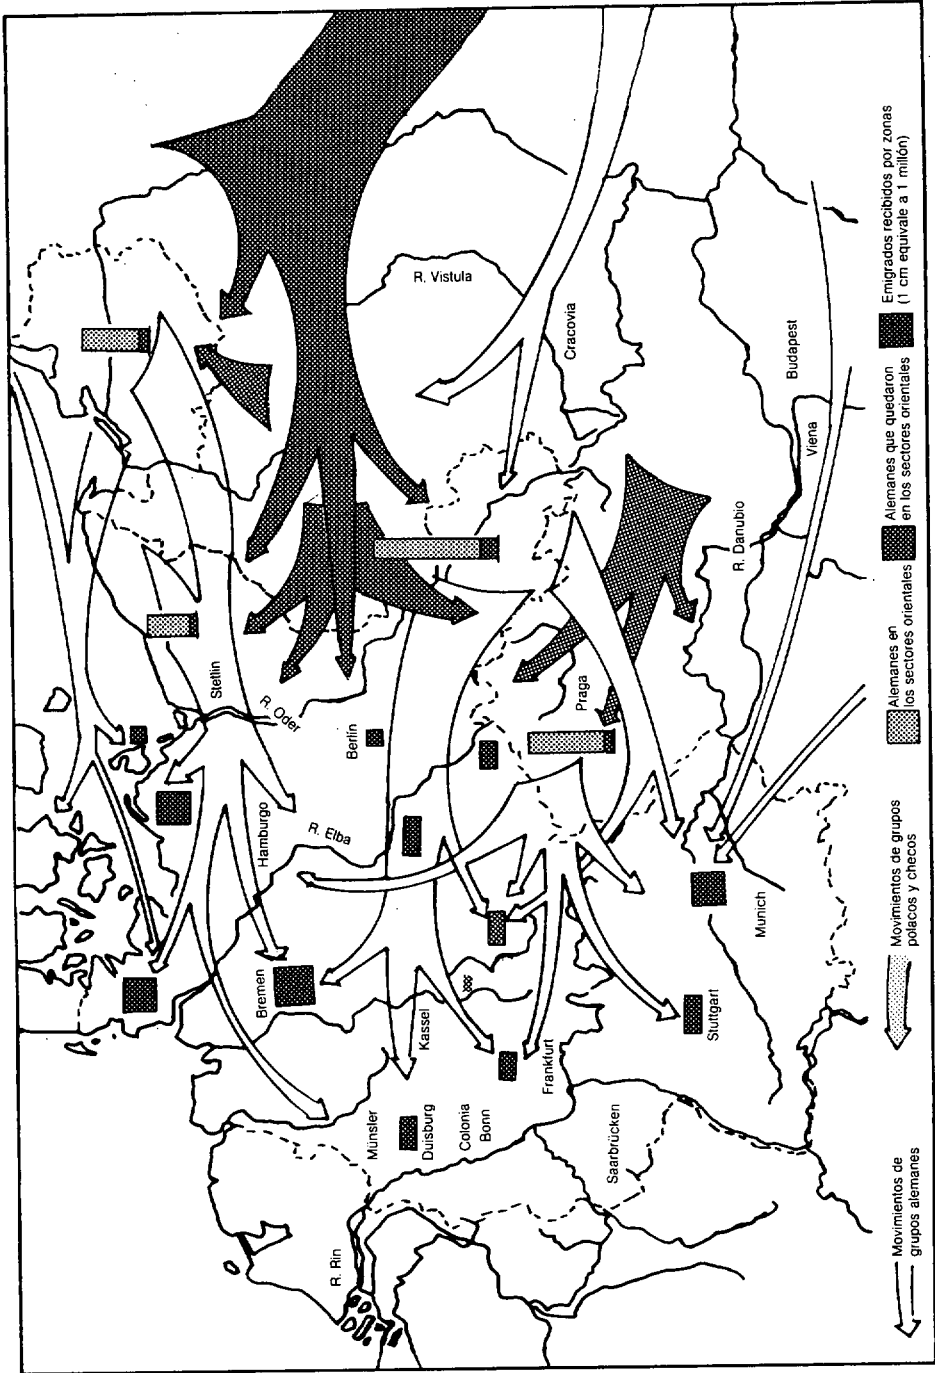 R. Rin
Münsler
Duisburg
Colonia
Bonn
Saarbrücken
Kassel
Frankfurt
Bremen
Stuttgart
Hamburgo
R. Elba
Munich
Berlin
Praga
Stetlin
R. Oder
R. Danubio
Viena
Budapest
Cracovia
R. Vistula
Movimientos de
grupos alemanes
Movimientos de grupos
polacos y checos
Alemanes en
los sectores orientales
Alemanes que quedaron
en los sectores orientales
Emigrados recibidos por zonas
(1 cm equivale a 1 millón)